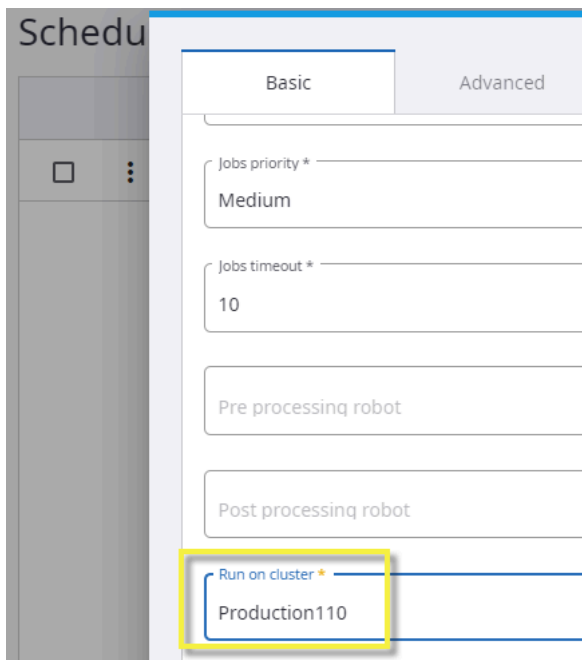 Schedu
Basic
Advanced
Jobs priority *
Medium
Jobs timeout *
10
Pre processing robot
Post processing robot
Run on cluster *
Production110